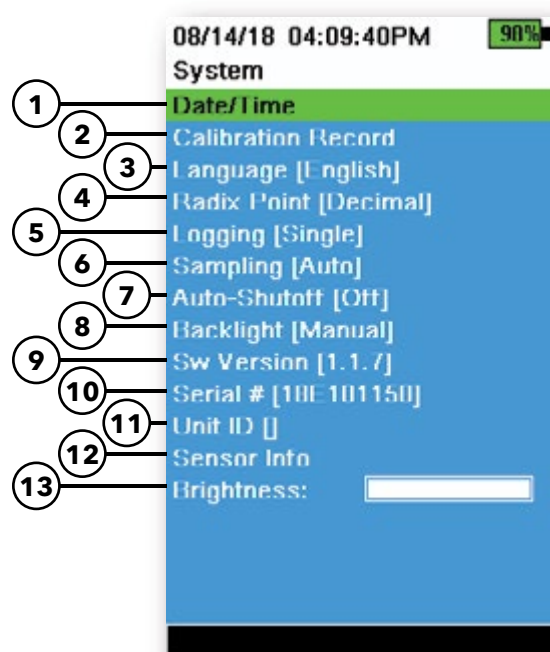 08/14/18 04:09:40PM 90%
System
1 Date/Time
2 Calibration Record
3 Language [English]
4 Radix Point [Decimal]
5 Logging [Single]
6 Sampling [Auto]
7 Auto-Shutoff [Off]
8 Backlight [Manual]
9 Sw Version [1.1.7]
10 Serial # [18E101150]
11 Unit ID []
12 Sensor Info
13 Brightness: